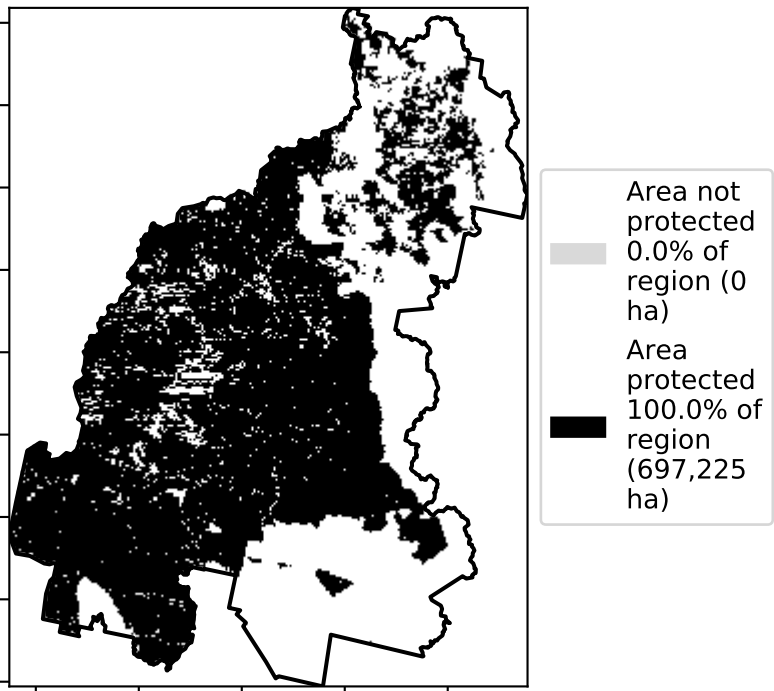 Area not
protected
0.0% of
region (0
ha)
Area
protected
100.0% of
region
(697,225
ha)